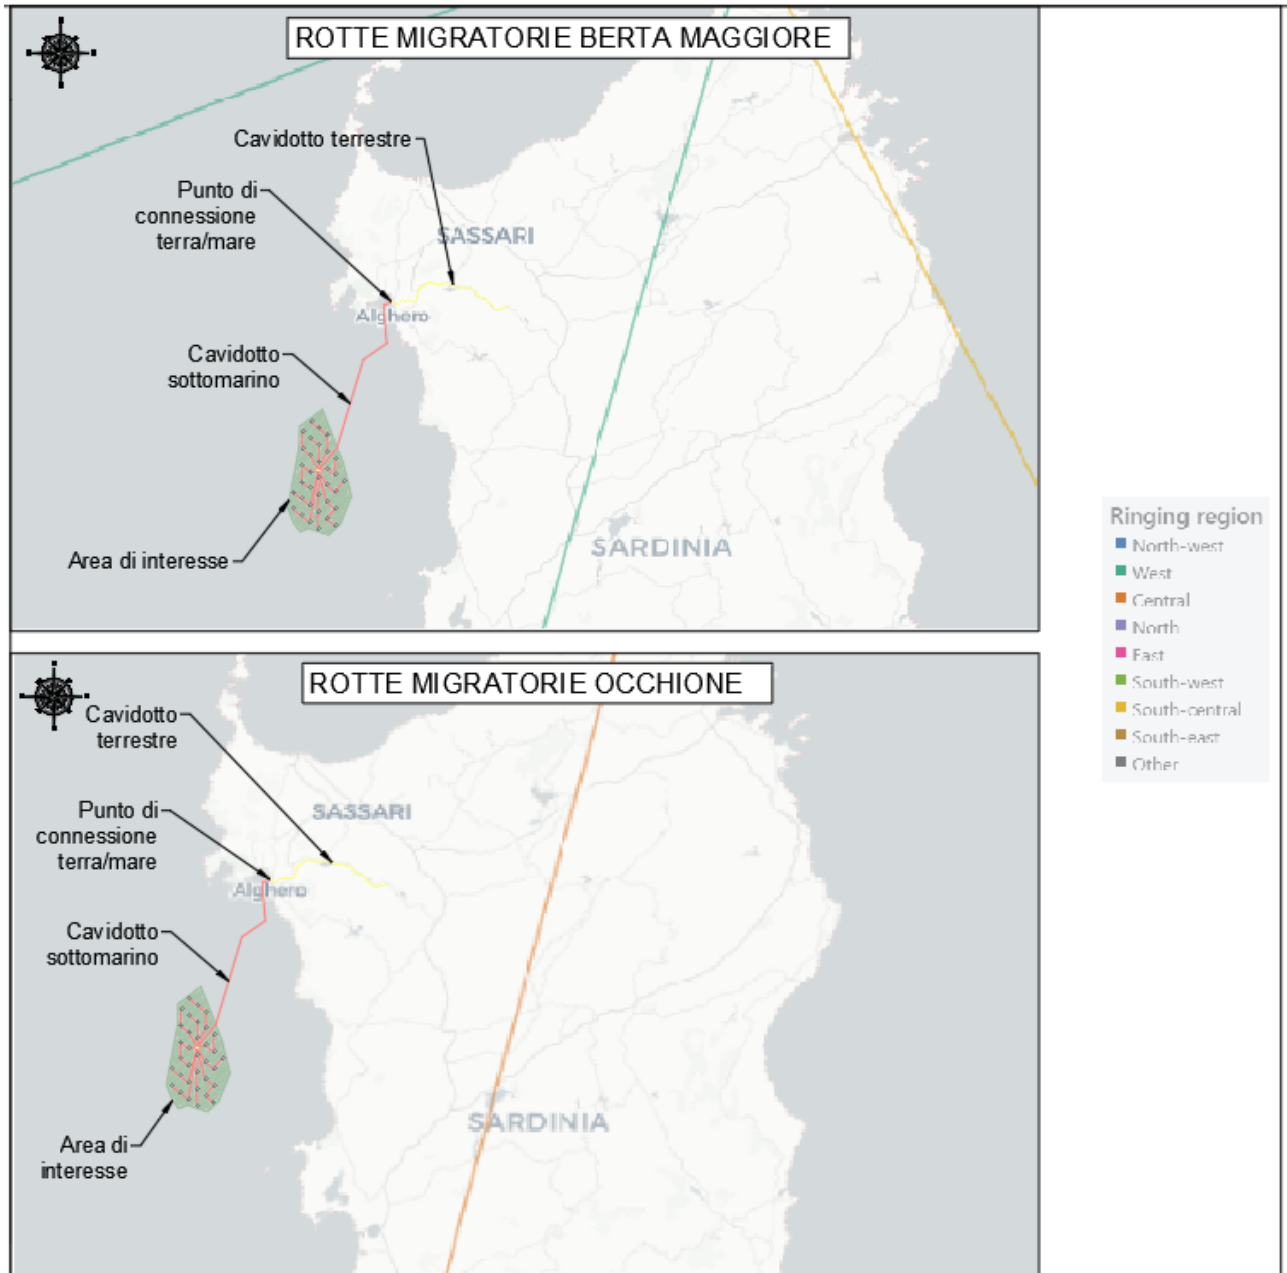 ROTTE MIGRATORIE BERTA MAGGIORE
Cavidotto terrestre
Punto di
connessione
terra/mare
SASSARI
Alghero
Cavidotto
sottomarino
Area di interesse
SARDINIA
Ringing region
North-west
West
Central
North
East
South-west
South-central
South-east
Other
ROTTE MIGRATORIE OCCHIONE
Cavidotto
terrestre
Punto di
connessione
terra/mare
SASSARI
Alghero
Cavidotto
sottomarino
Area di
interesse
SARDINIA